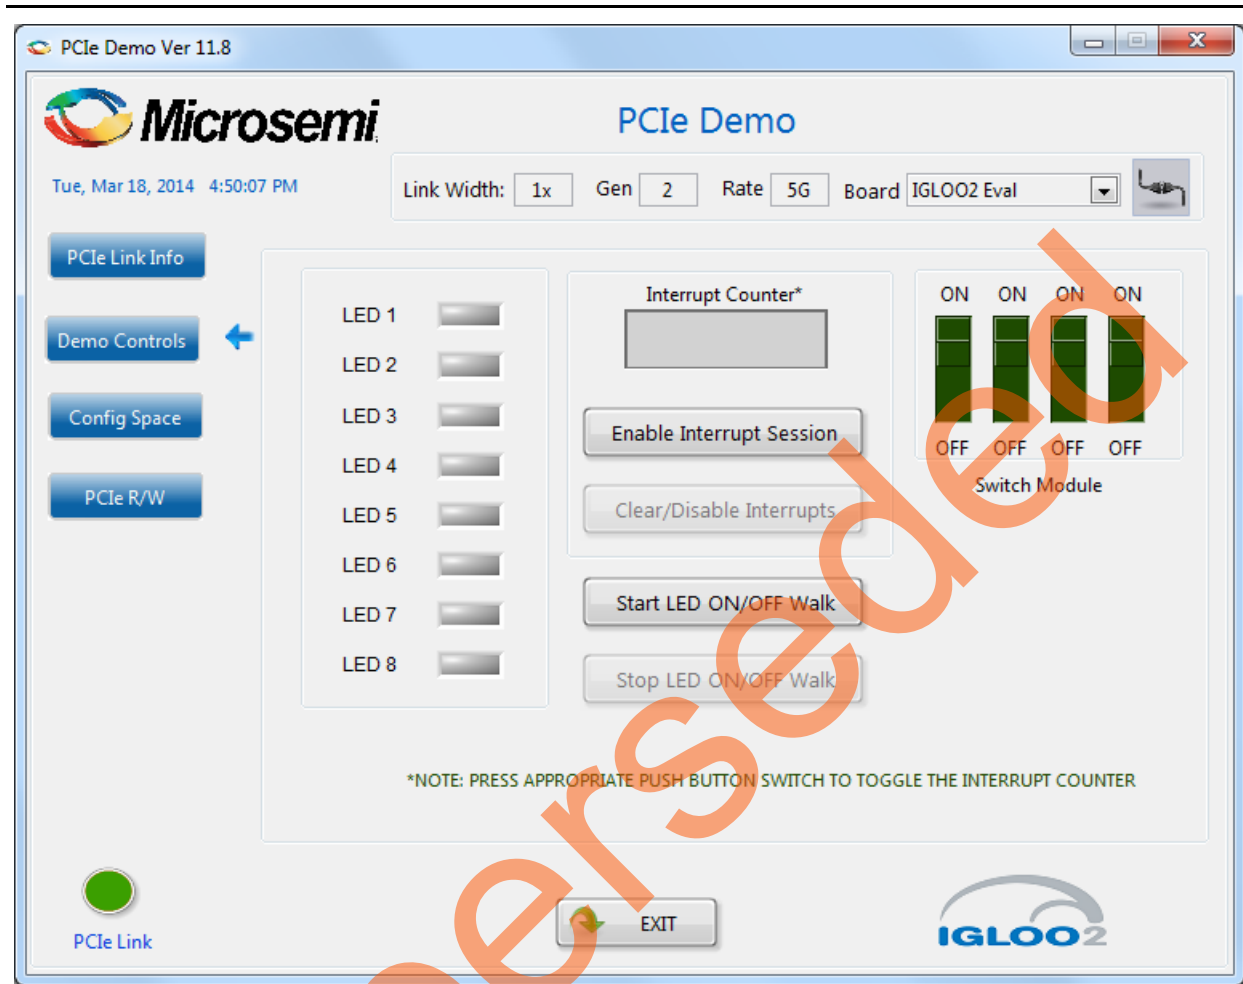 PCIe Demo Ver 11.8
Microsemi
PCIe Demo
Tue, Mar 18, 2014 4:50:07 PM
Link Width: 1x Gen 2 Rate 5G Board IGLOO2 Eval
PCIe Link Info
Demo Controls
Config Space
PCIe R/W
LED 1
LED 2
LED 3
LED 4
LED 5
LED 6
LED 7
LED 8
Interrupt Counter*
Enable Interrupt Session
Clear/Disable Interrupts
Start LED ON/OFF Walk
Stop LED ON/OFF Walk
ON ON ON ON
OFF OFF OFF OFF
Switch Module
*NOTE: PRESS APPROPRIATE PUSH BUTTON SWITCH TO TOGGLE THE INTERRUPT COUNTER
PCIe Link
EXIT
IGLOO2
erseded